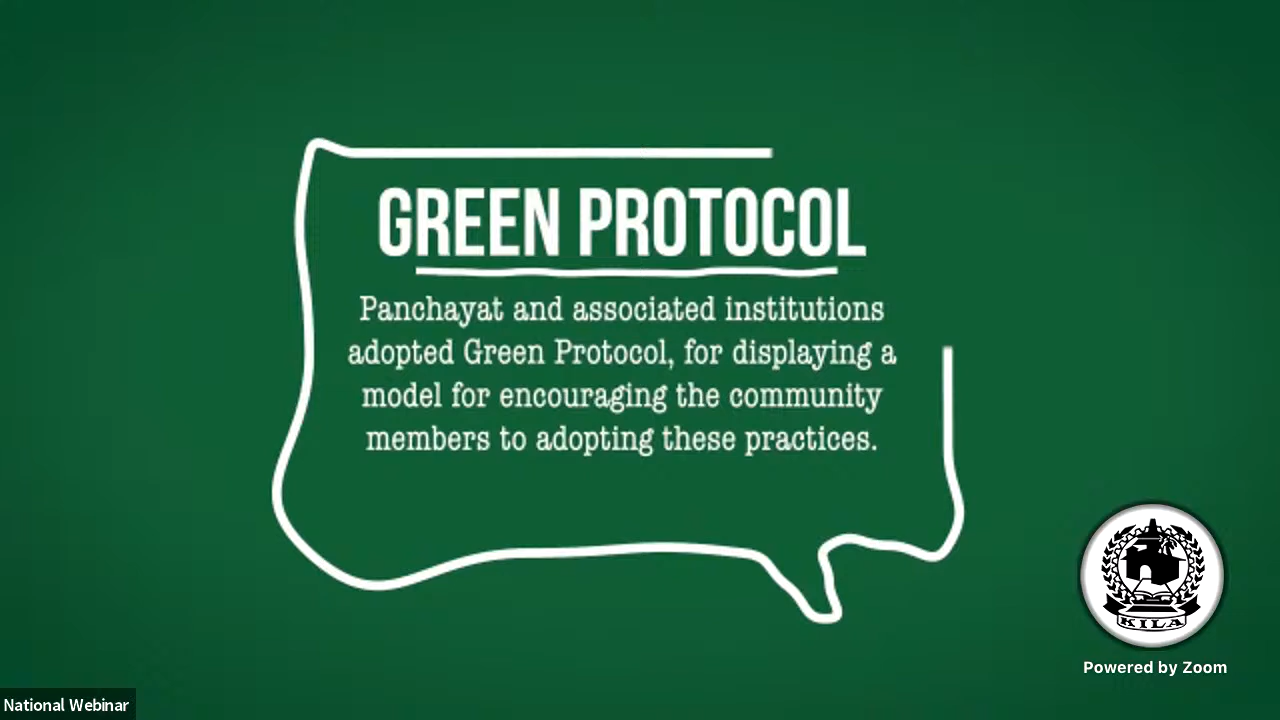 GREEN PROTOCOL
Panchayat and associated institutions
adopted Green Protocol, for displaying a
model for encouraging the community
members to adopting these practices.
KILA
Powered by Zoom
National Webinar